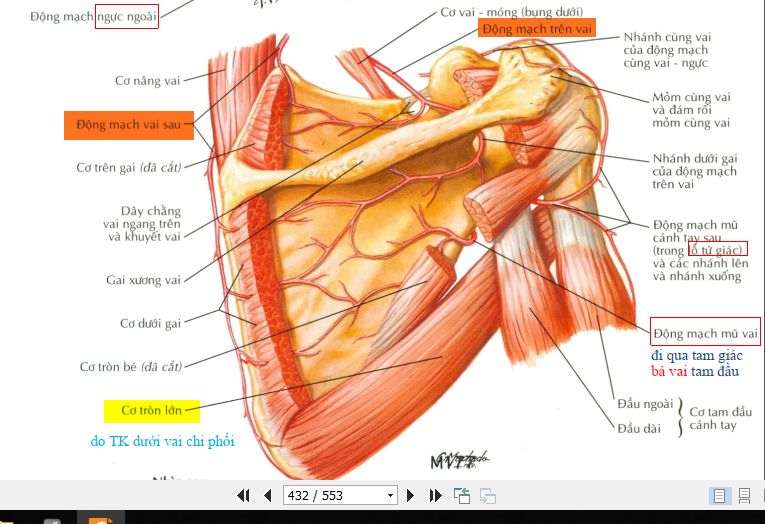 Động mạch ngực ngoài
Cơ nâng vai
Động mạch vai sau
Cơ trên gai (đã cắt)
Dây chằng
vai ngang trên
và khuyết vai
Gai xương vai
Cơ dưới gai
Cơ tròn bé (đã cắt)
Cơ tròn lớn
do TK dưới vai chi phối
Cơ vai - móng (bụng dưới)
Động mạch trên vai
Nhánh cùng vai
của động mạch
cùng vai - ngực
Mỏm cùng vai
và đám rối
mỏm cùng vai
Nhánh dưới gai
của động mạch
trên vai
Động mạch mũ
cánh tay sau
(trong lỗ tứ giác)
và các nhánh lên
và nhánh xuống
Động mạch mũ vai
đi qua tam giác
bả vai tam đầu
Đầu ngoài
Đầu dài
Cơ tam đầu
cánh tay
432 / 553